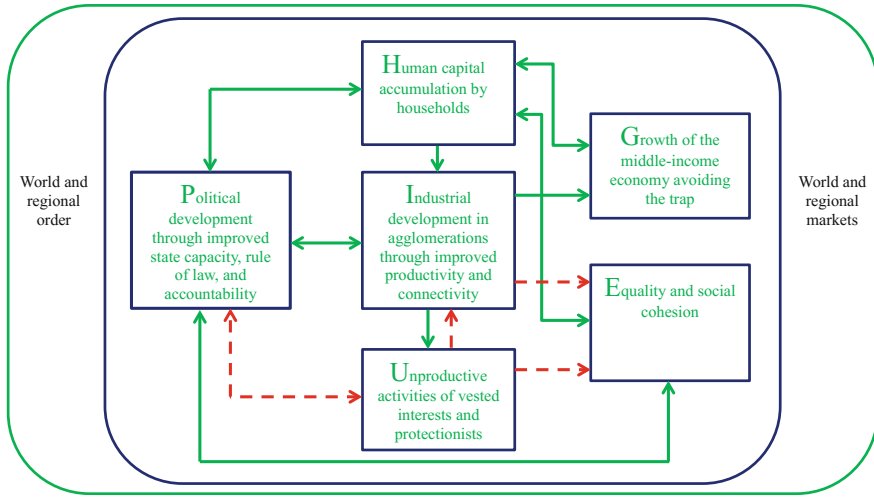 Human capital
accumulation by
households
Growth of the
middle-income
economy avoiding
the trap
World and
regional
order
World and
regional
markets
Political
development
through improved
state capacity, rule
of law, and
accountability
Industrial
development in
agglomerations
through improved
productivity and
connectivity
Equality and social
cohesion
Unproductive
activities of vested
interests and
protectionists